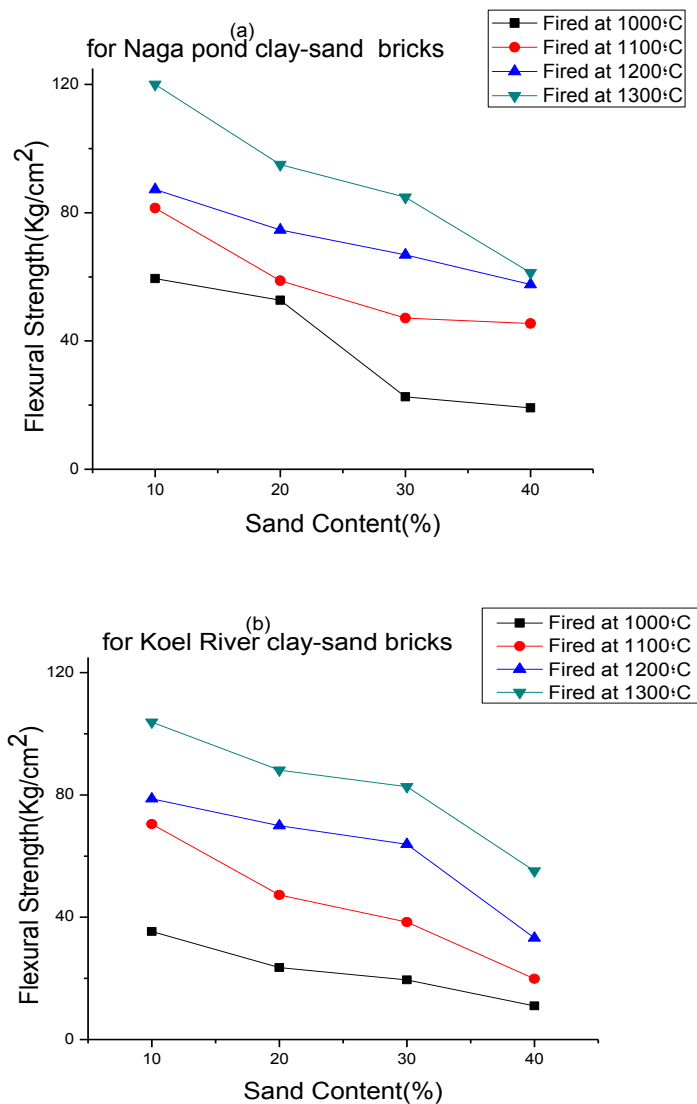 (a)
for Naga pond clay-sand bricks
Fired at 1000°C
Fired at 1100°C
Fired at 1200°C
Fired at 1300°C
120
80
40
0
Flexural Strength(Kg/cm²)
10 20 30 40
Sand Content(%)
(b)
for Koel River clay-sand bricks
Fired at 1000°C
Fired at 1100°C
Fired at 1200°C
Fired at 1300°C
120
80
40
0
Flexural Strength(Kg/cm²)
10 20 30 40
Sand Content(%)